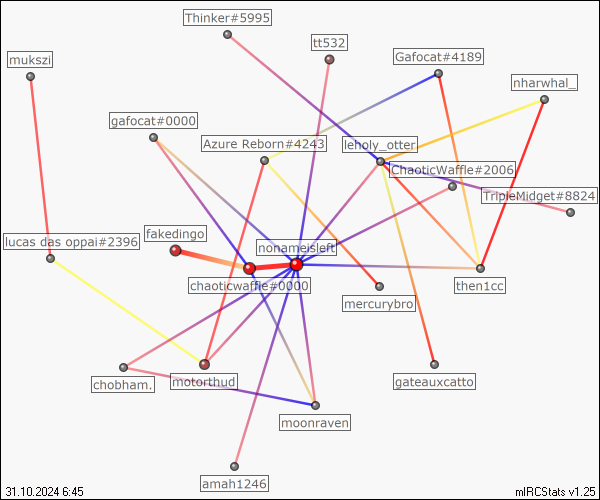 Thinker#5995
tt532
mukszi
Gafocat#4189
nharwhal_
gafocat#0000
Azure Reborn#4243
leholy_otter
ChaoticWaffle#2006
TripleMidget#8824
lucas das oppai#2396
fakedingo
nonameisleft
chaoticwaffle#0000
then1cc
mercurybro
chobham.
motorthud
gateauxcatto
moonraven
amah1246
31.10.2024 6:45
mIRCStats v1.25